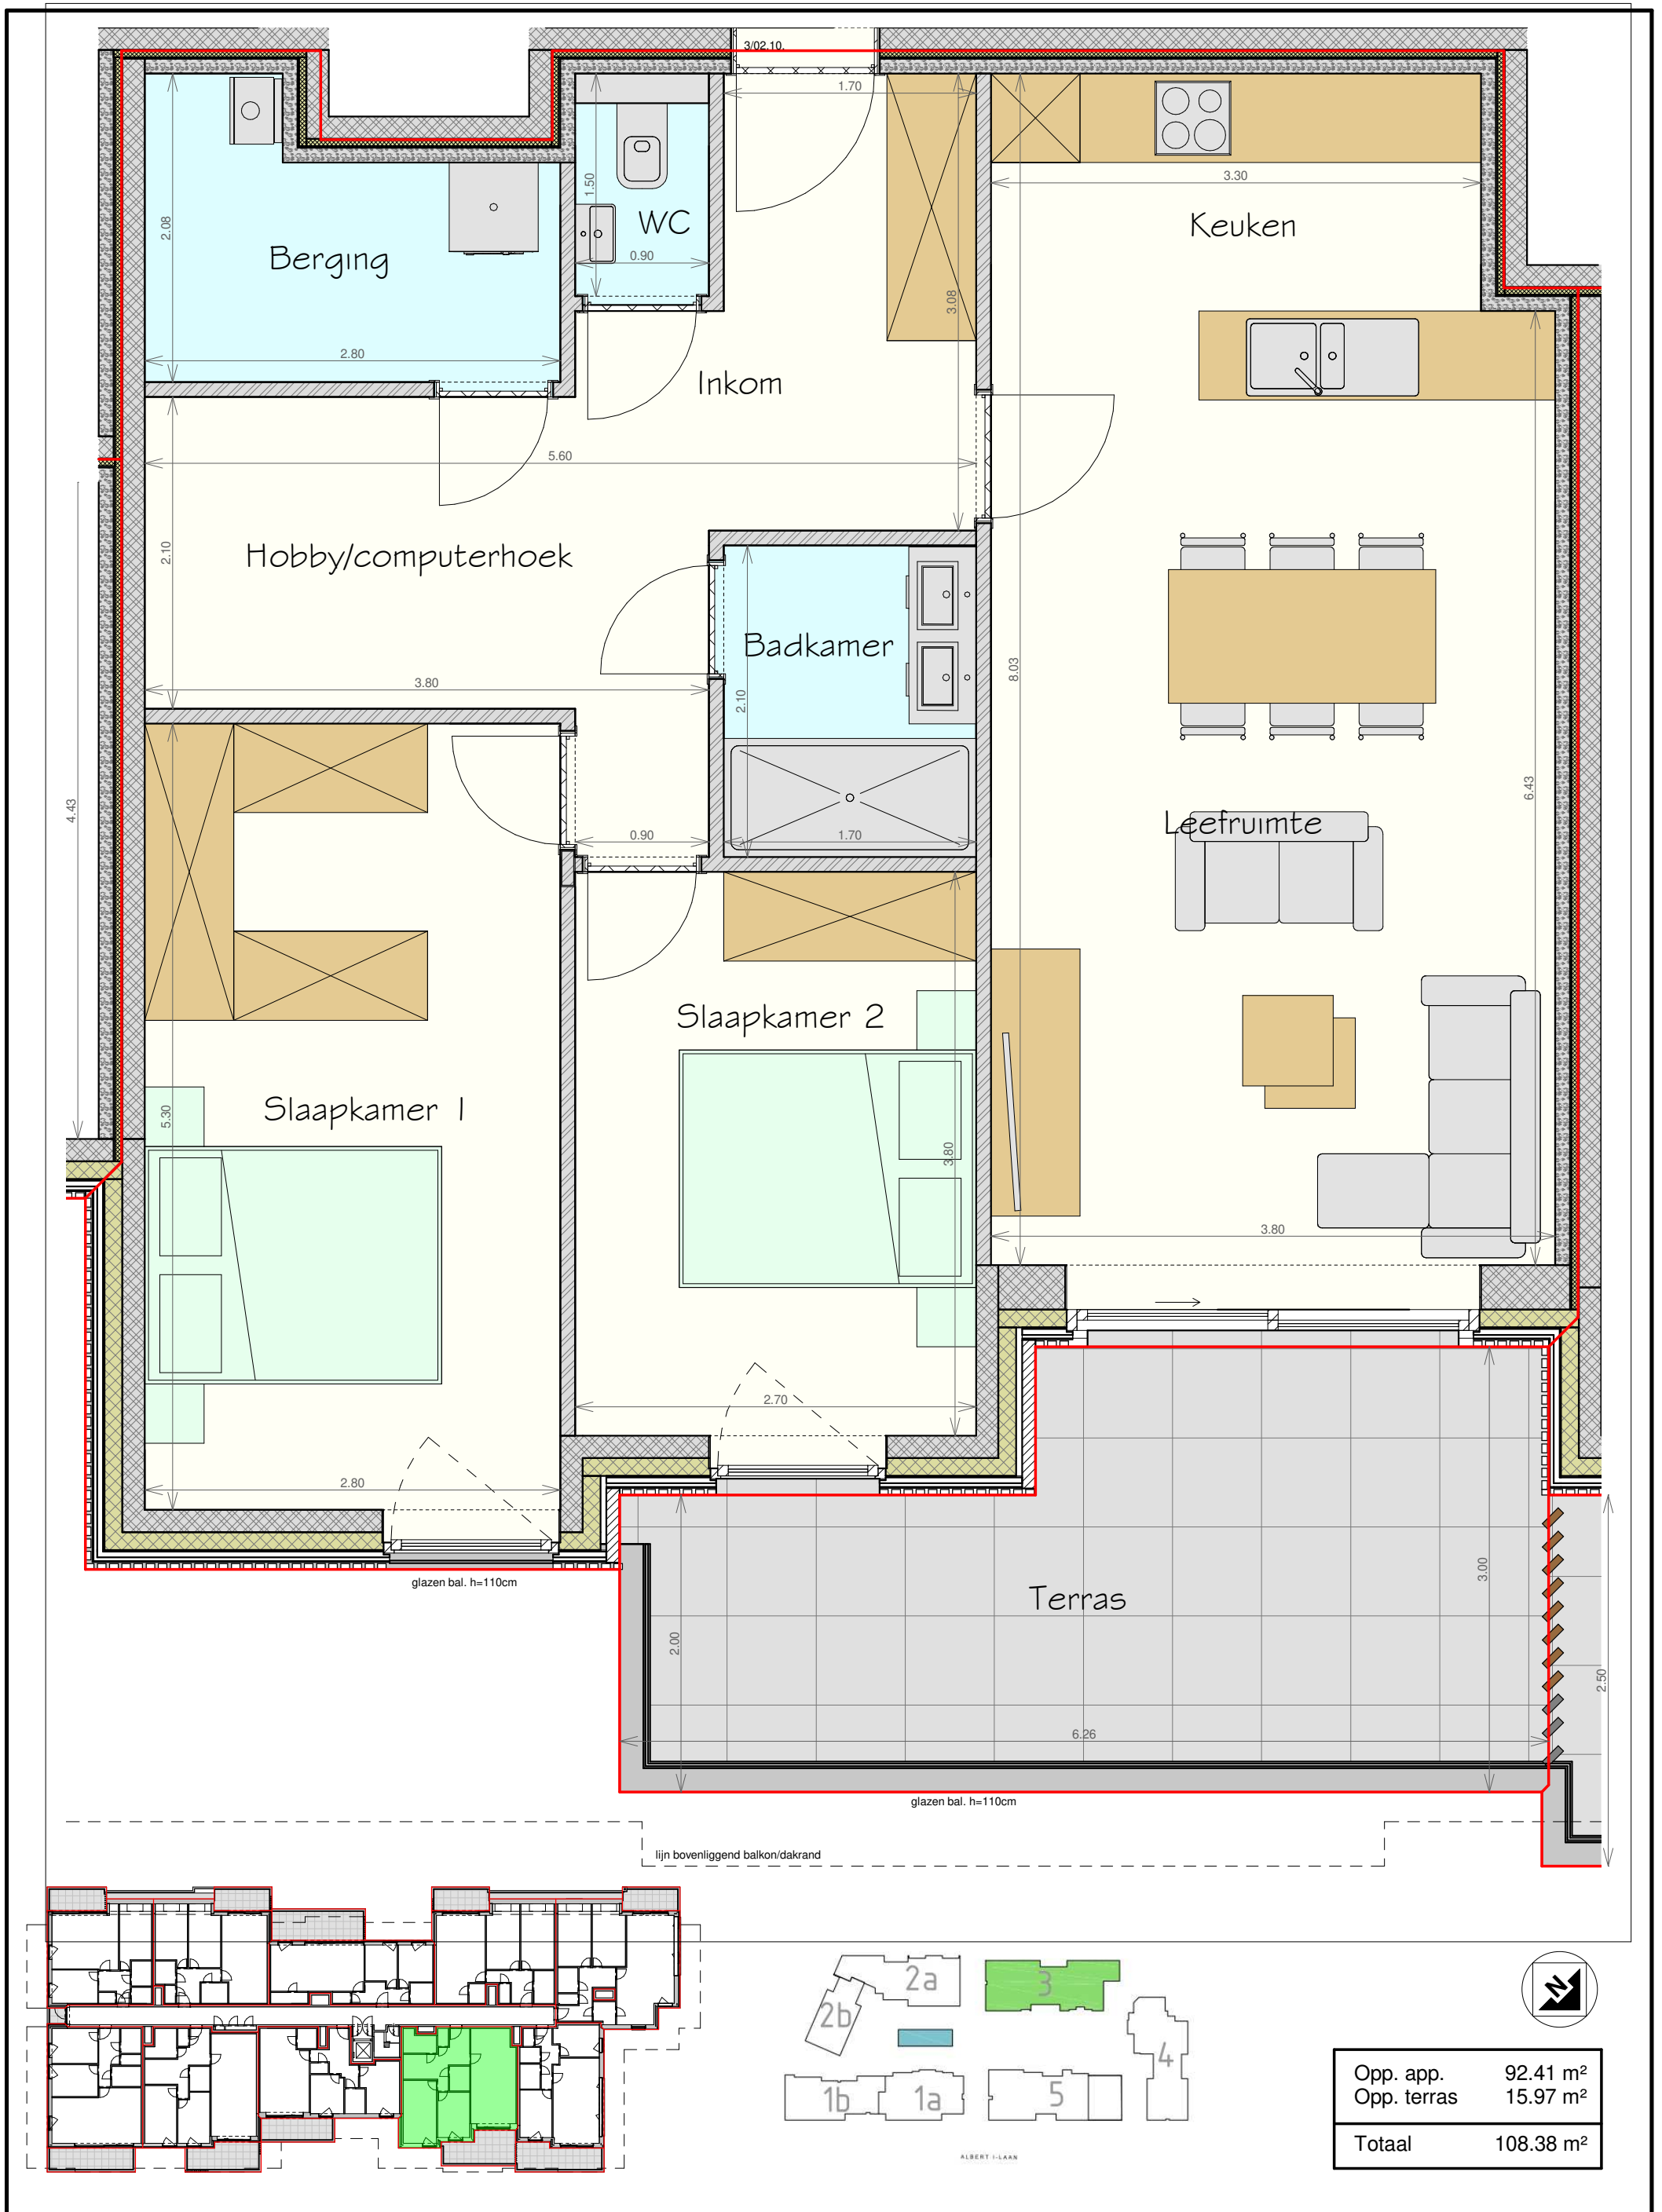 3/02.10.
1.70
3.30
Keuken
WC
1.50
0.90
2.08
Berging
2.80
3.08
Inkom
5.60
Hobby/computerhoek
2.10
3.80
Badkamer
2.10
8.03
0.90
1.70
Leefruimte
6.43
4.43
Slaapkamer 2
Slaapkamer 1
5.30
3.80
3.80
2.70
2.80
glazen bal. h=110cm
Terras
3.00
2.00
2.50
6.26
glazen bal. h=110cm
lijn bovenliggend balkon/dakrand
2a
3
2b
4
1b
1a
5
ALBERT I-LAAN
N
Opp. app. 92.41 m²
Opp. terras 15.97 m²
Totaal 108.38 m²